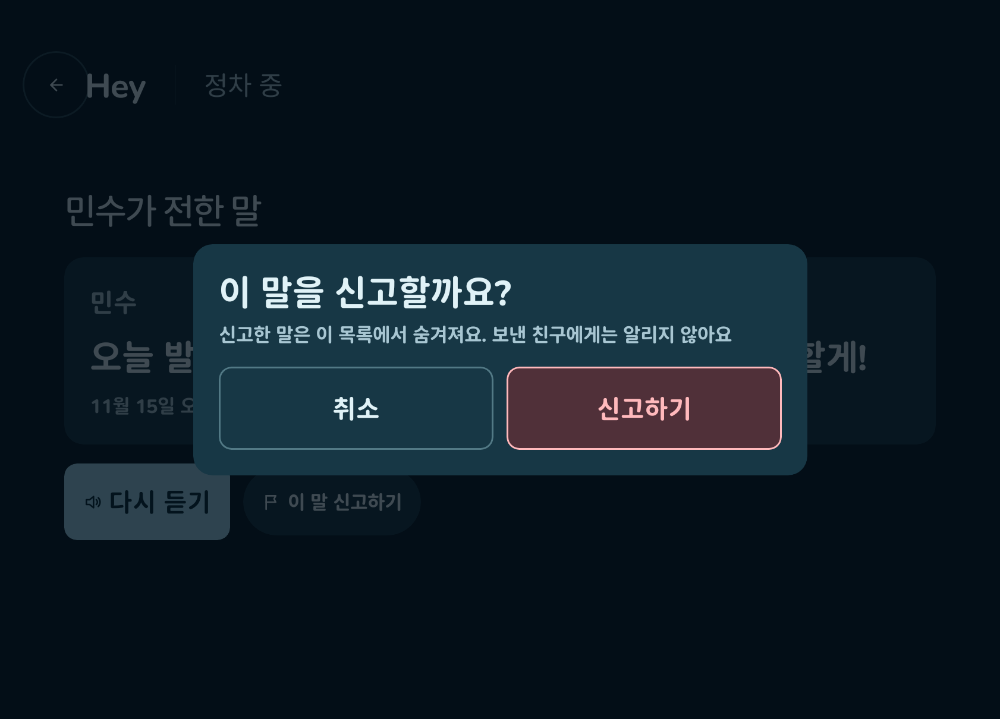 Hey
정차 중
민수가 전한 말
민수
오늘 발
할게!
11월 15일 오
이 말을 신고할까요?
신고한 말은 이 목록에서 숨겨져요. 보낸 친구에게는 알리지 않아요
취소
신고하기
다시 듣기
이 말 신고하기